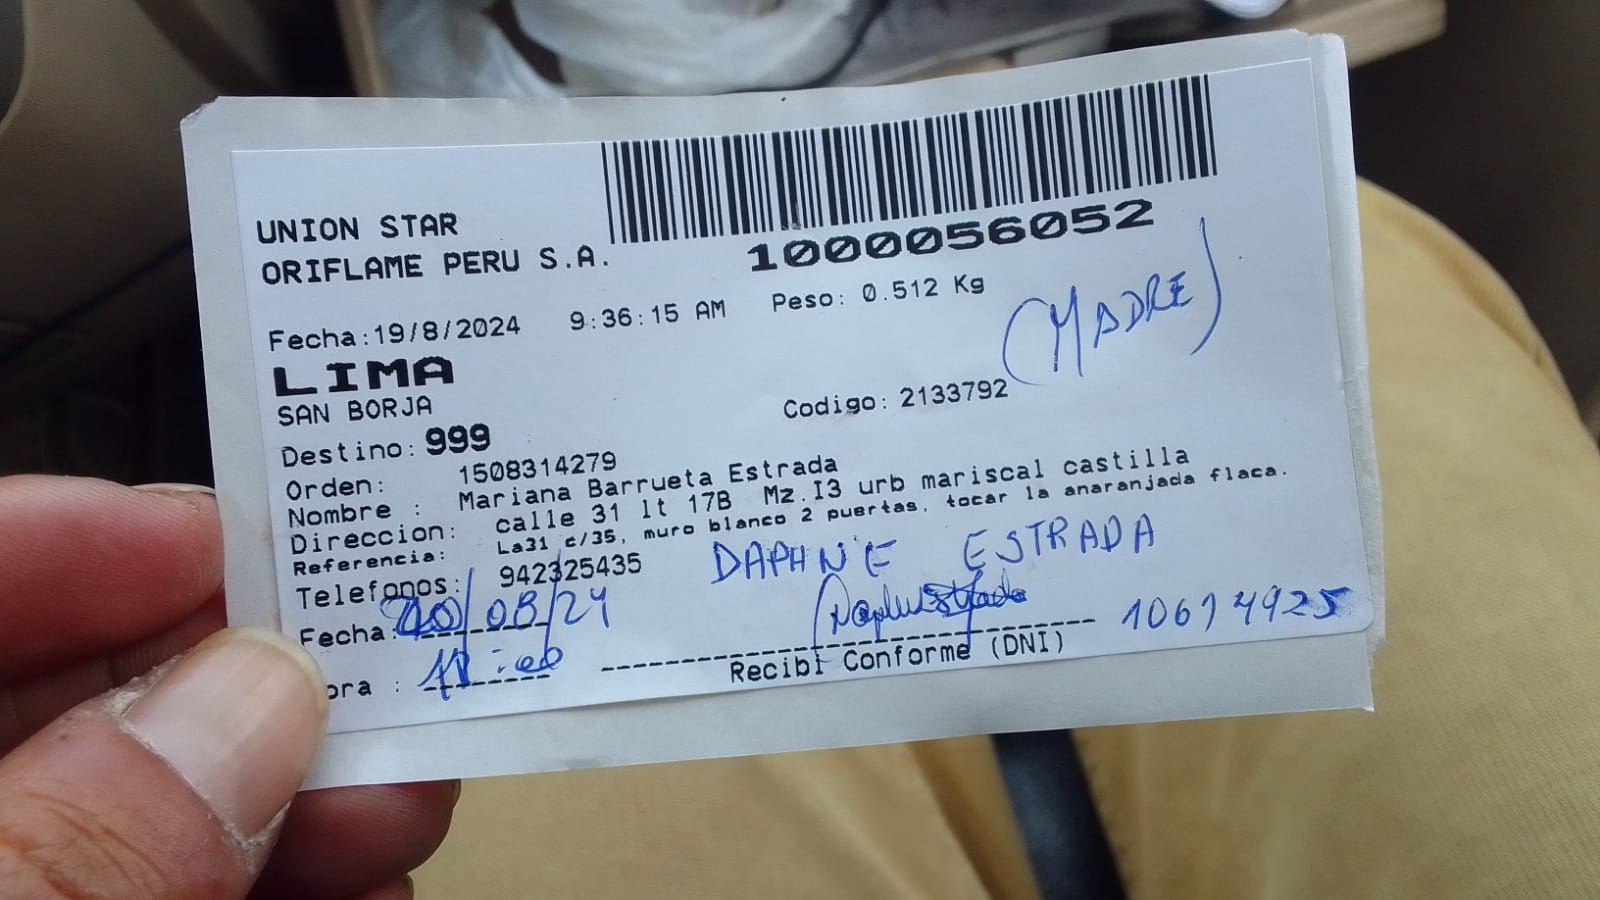 UNION STAR
ORIFLAME PERU S.A.
1000056052
Fecha:19/8/2024 9:36:15 AM Peso: 0.512 Kg
(MADRE)
LIMA
SAN BORJA
Codigo: 2133792
Destino: 999
Orden: 1508314279
Nombre : Mariana Barrueta Estrada
Direccion: calle 31 lt 17B Mz.I3 urb mariscal castilla
Referencia: La31 c/35, muro blanco 2 puertas, tocar la anaranjada flaca.
Telefonos: 942325435
DAPHNE ESTRADA
Fecha: 20/08/24
10614925
ora :
Recibi Conforme (DNI)